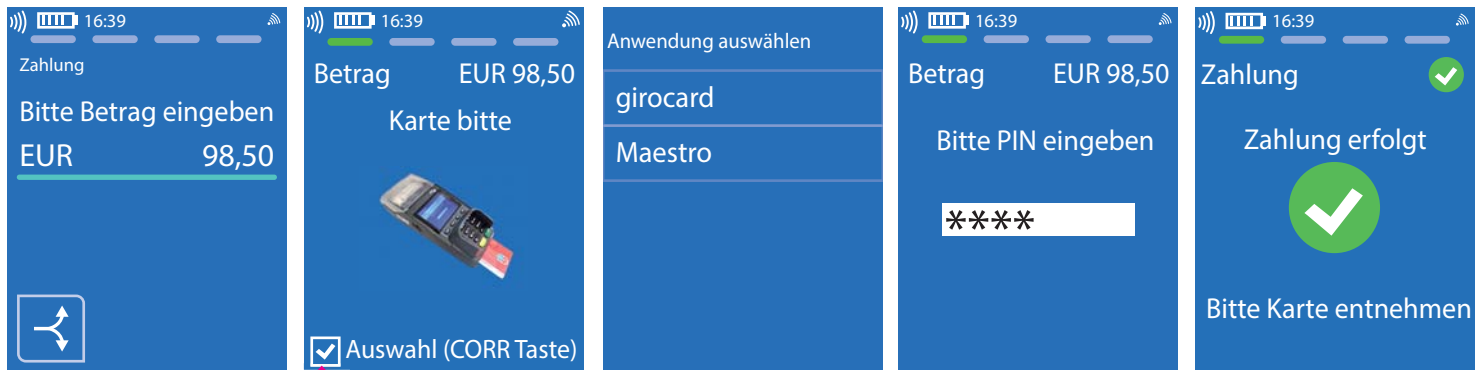 16:39
Zahlung
Bitte Betrag eingeben
EUR 98,50
16:39
Betrag EUR 98,50
Karte bitte
Auswahl (CORR Taste)
Anwendung auswählen
girocard
Maestro
16:39
Betrag EUR 98,50
Bitte PIN eingeben
****
16:39
Zahlung
Zahlung erfolgt
Bitte Karte entnehmen